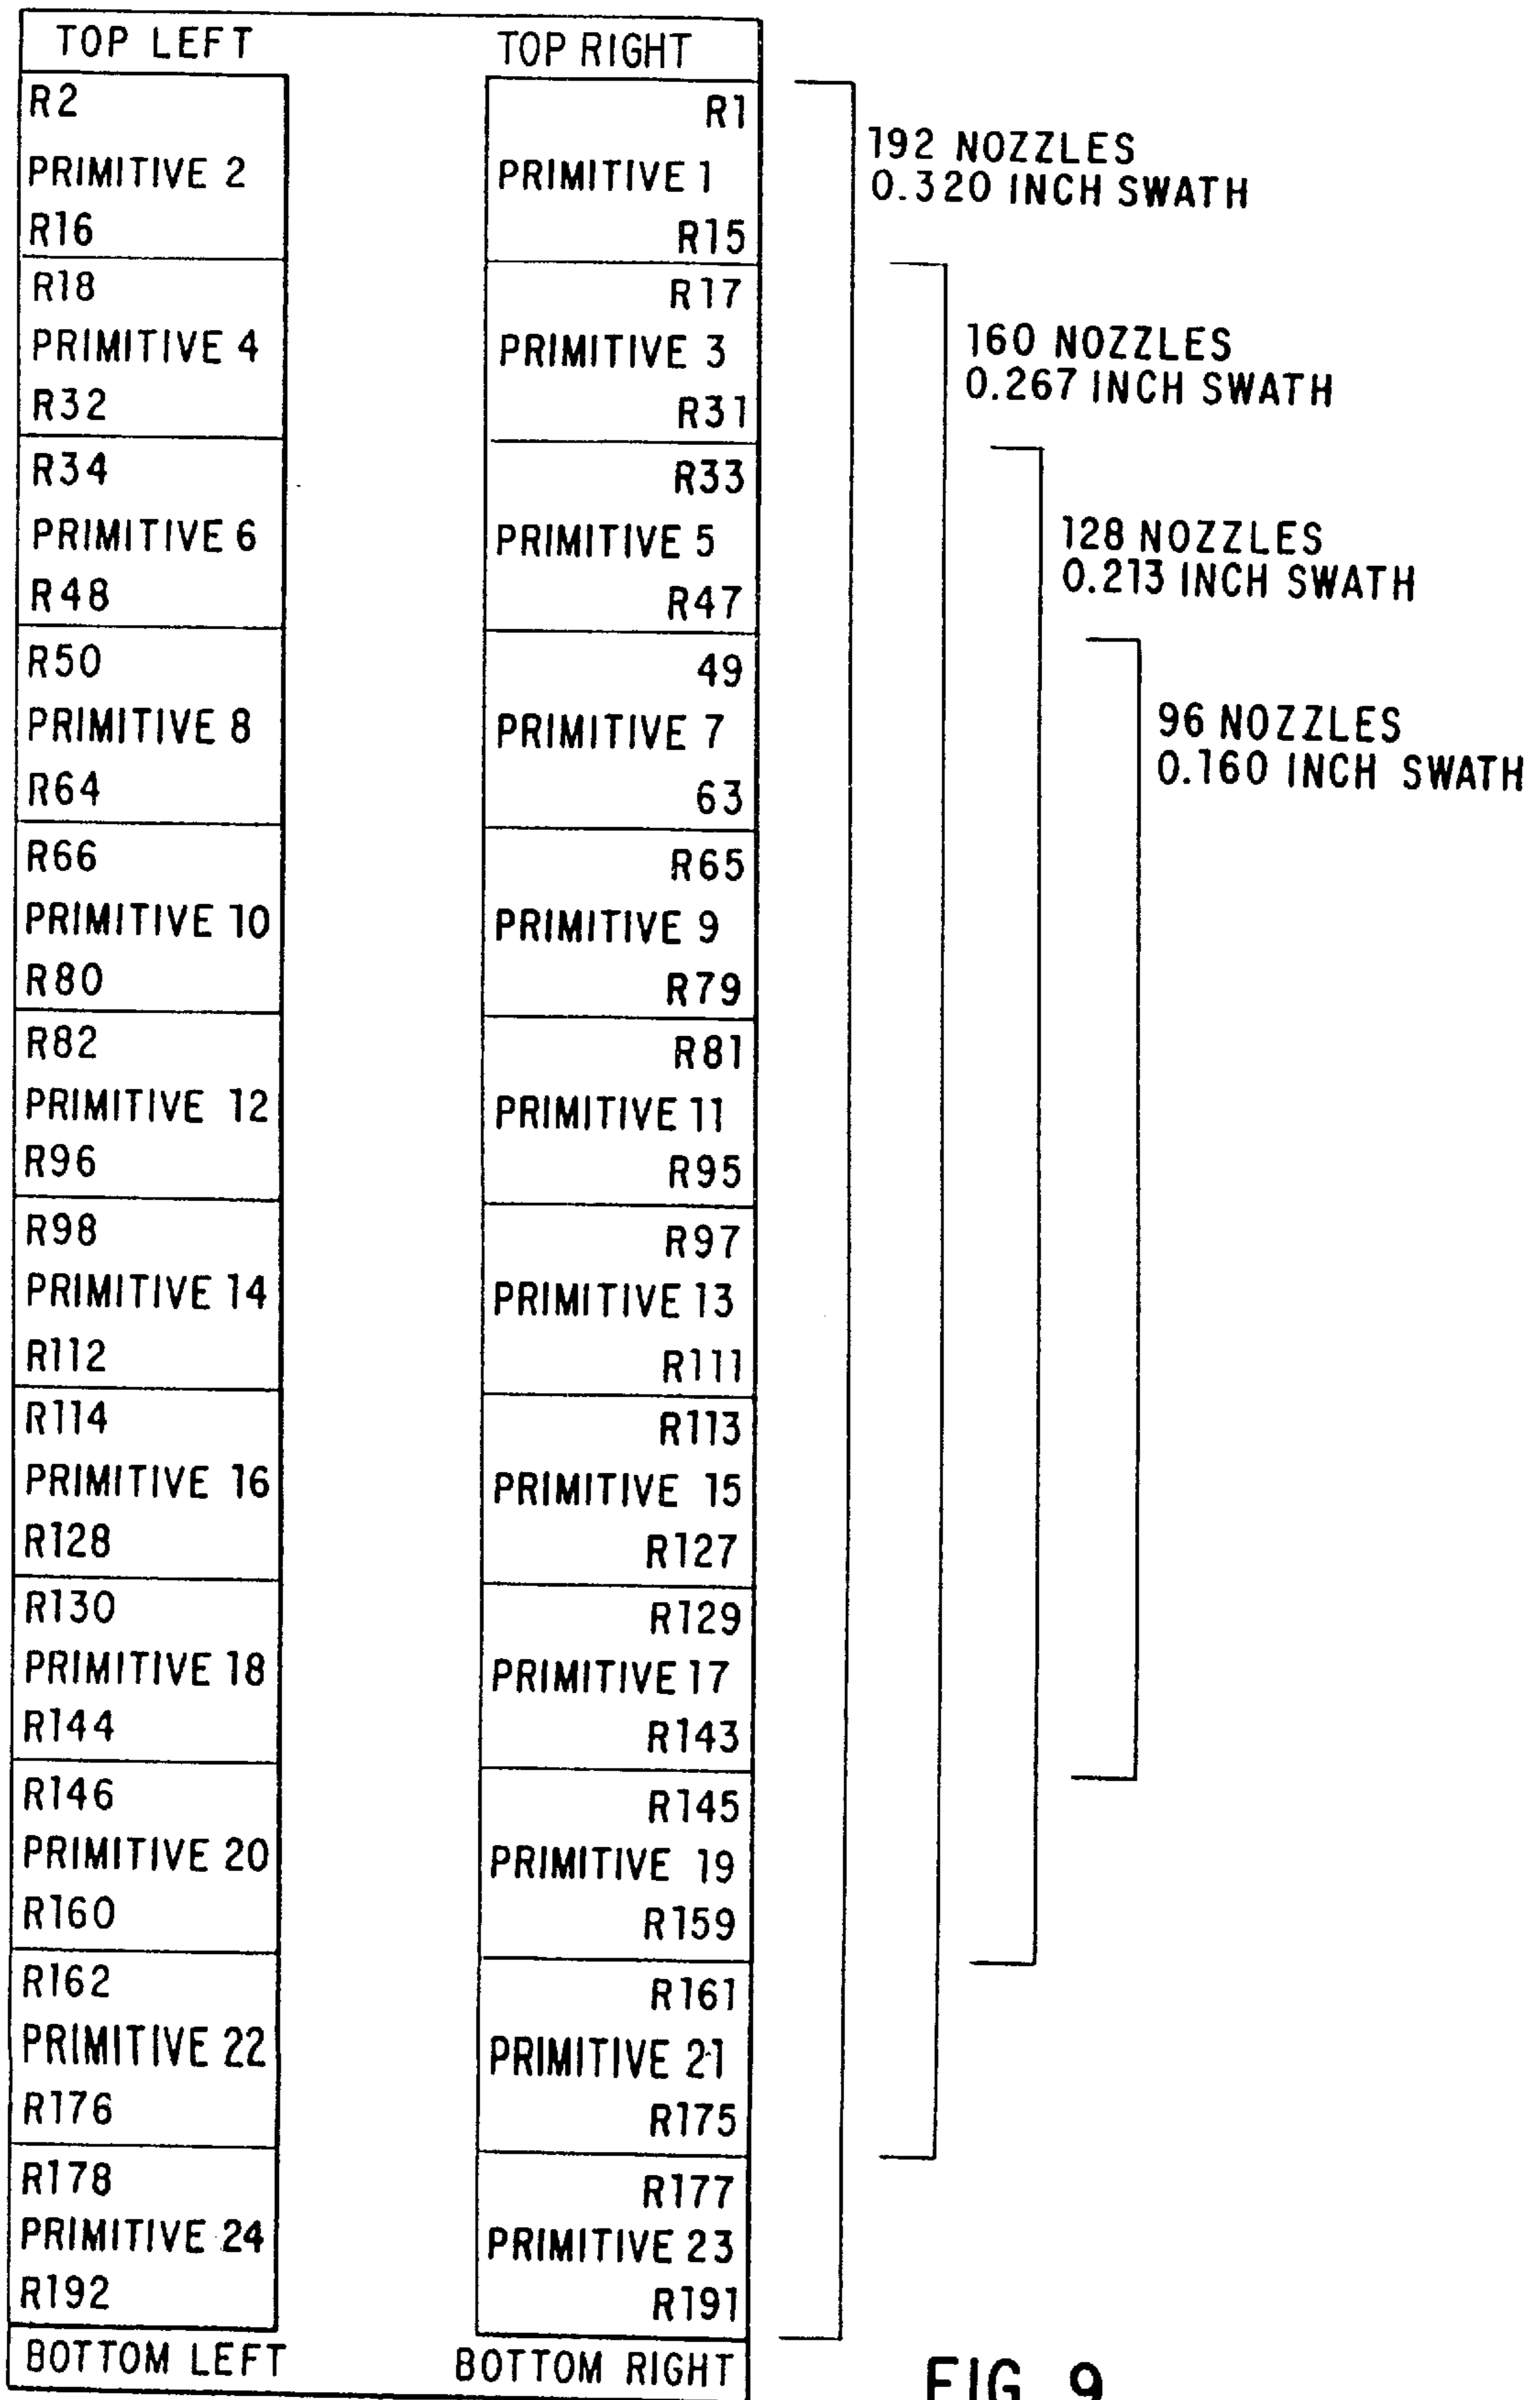 TOP LEFT
TOP RIGHT
R2
PRIMITIVE 2
R16
R1
PRIMITIVE 1
R15
R18
PRIMITIVE 4
R32
R17
PRIMITIVE 3
R31
R34
PRIMITIVE 6
R48
R33
PRIMITIVE 5
R47
R50
PRIMITIVE 8
R64
49
PRIMITIVE 7
63
R66
PRIMITIVE 10
R80
R65
PRIMITIVE 9
R79
R82
PRIMITIVE 12
R96
R81
PRIMITIVE 11
R95
R98
PRIMITIVE 14
R112
R97
PRIMITIVE 13
R111
R114
PRIMITIVE 16
R128
R113
PRIMITIVE 15
R127
R130
PRIMITIVE 18
R144
R129
PRIMITIVE 17
R143
R146
PRIMITIVE 20
R160
R145
PRIMITIVE 19
R159
R162
PRIMITIVE 22
R176
R161
PRIMITIVE 21
R175
R178
PRIMITIVE 24
R192
R177
PRIMITIVE 23
R191
BOTTOM LEFT
BOTTOM RIGHT
192 NOZZLES
0.320 INCH SWATH
160 NOZZLES
0.267 INCH SWATH
128 NOZZLES
0.213 INCH SWATH
96 NOZZLES
0.160 INCH SWATH
FIG. 9